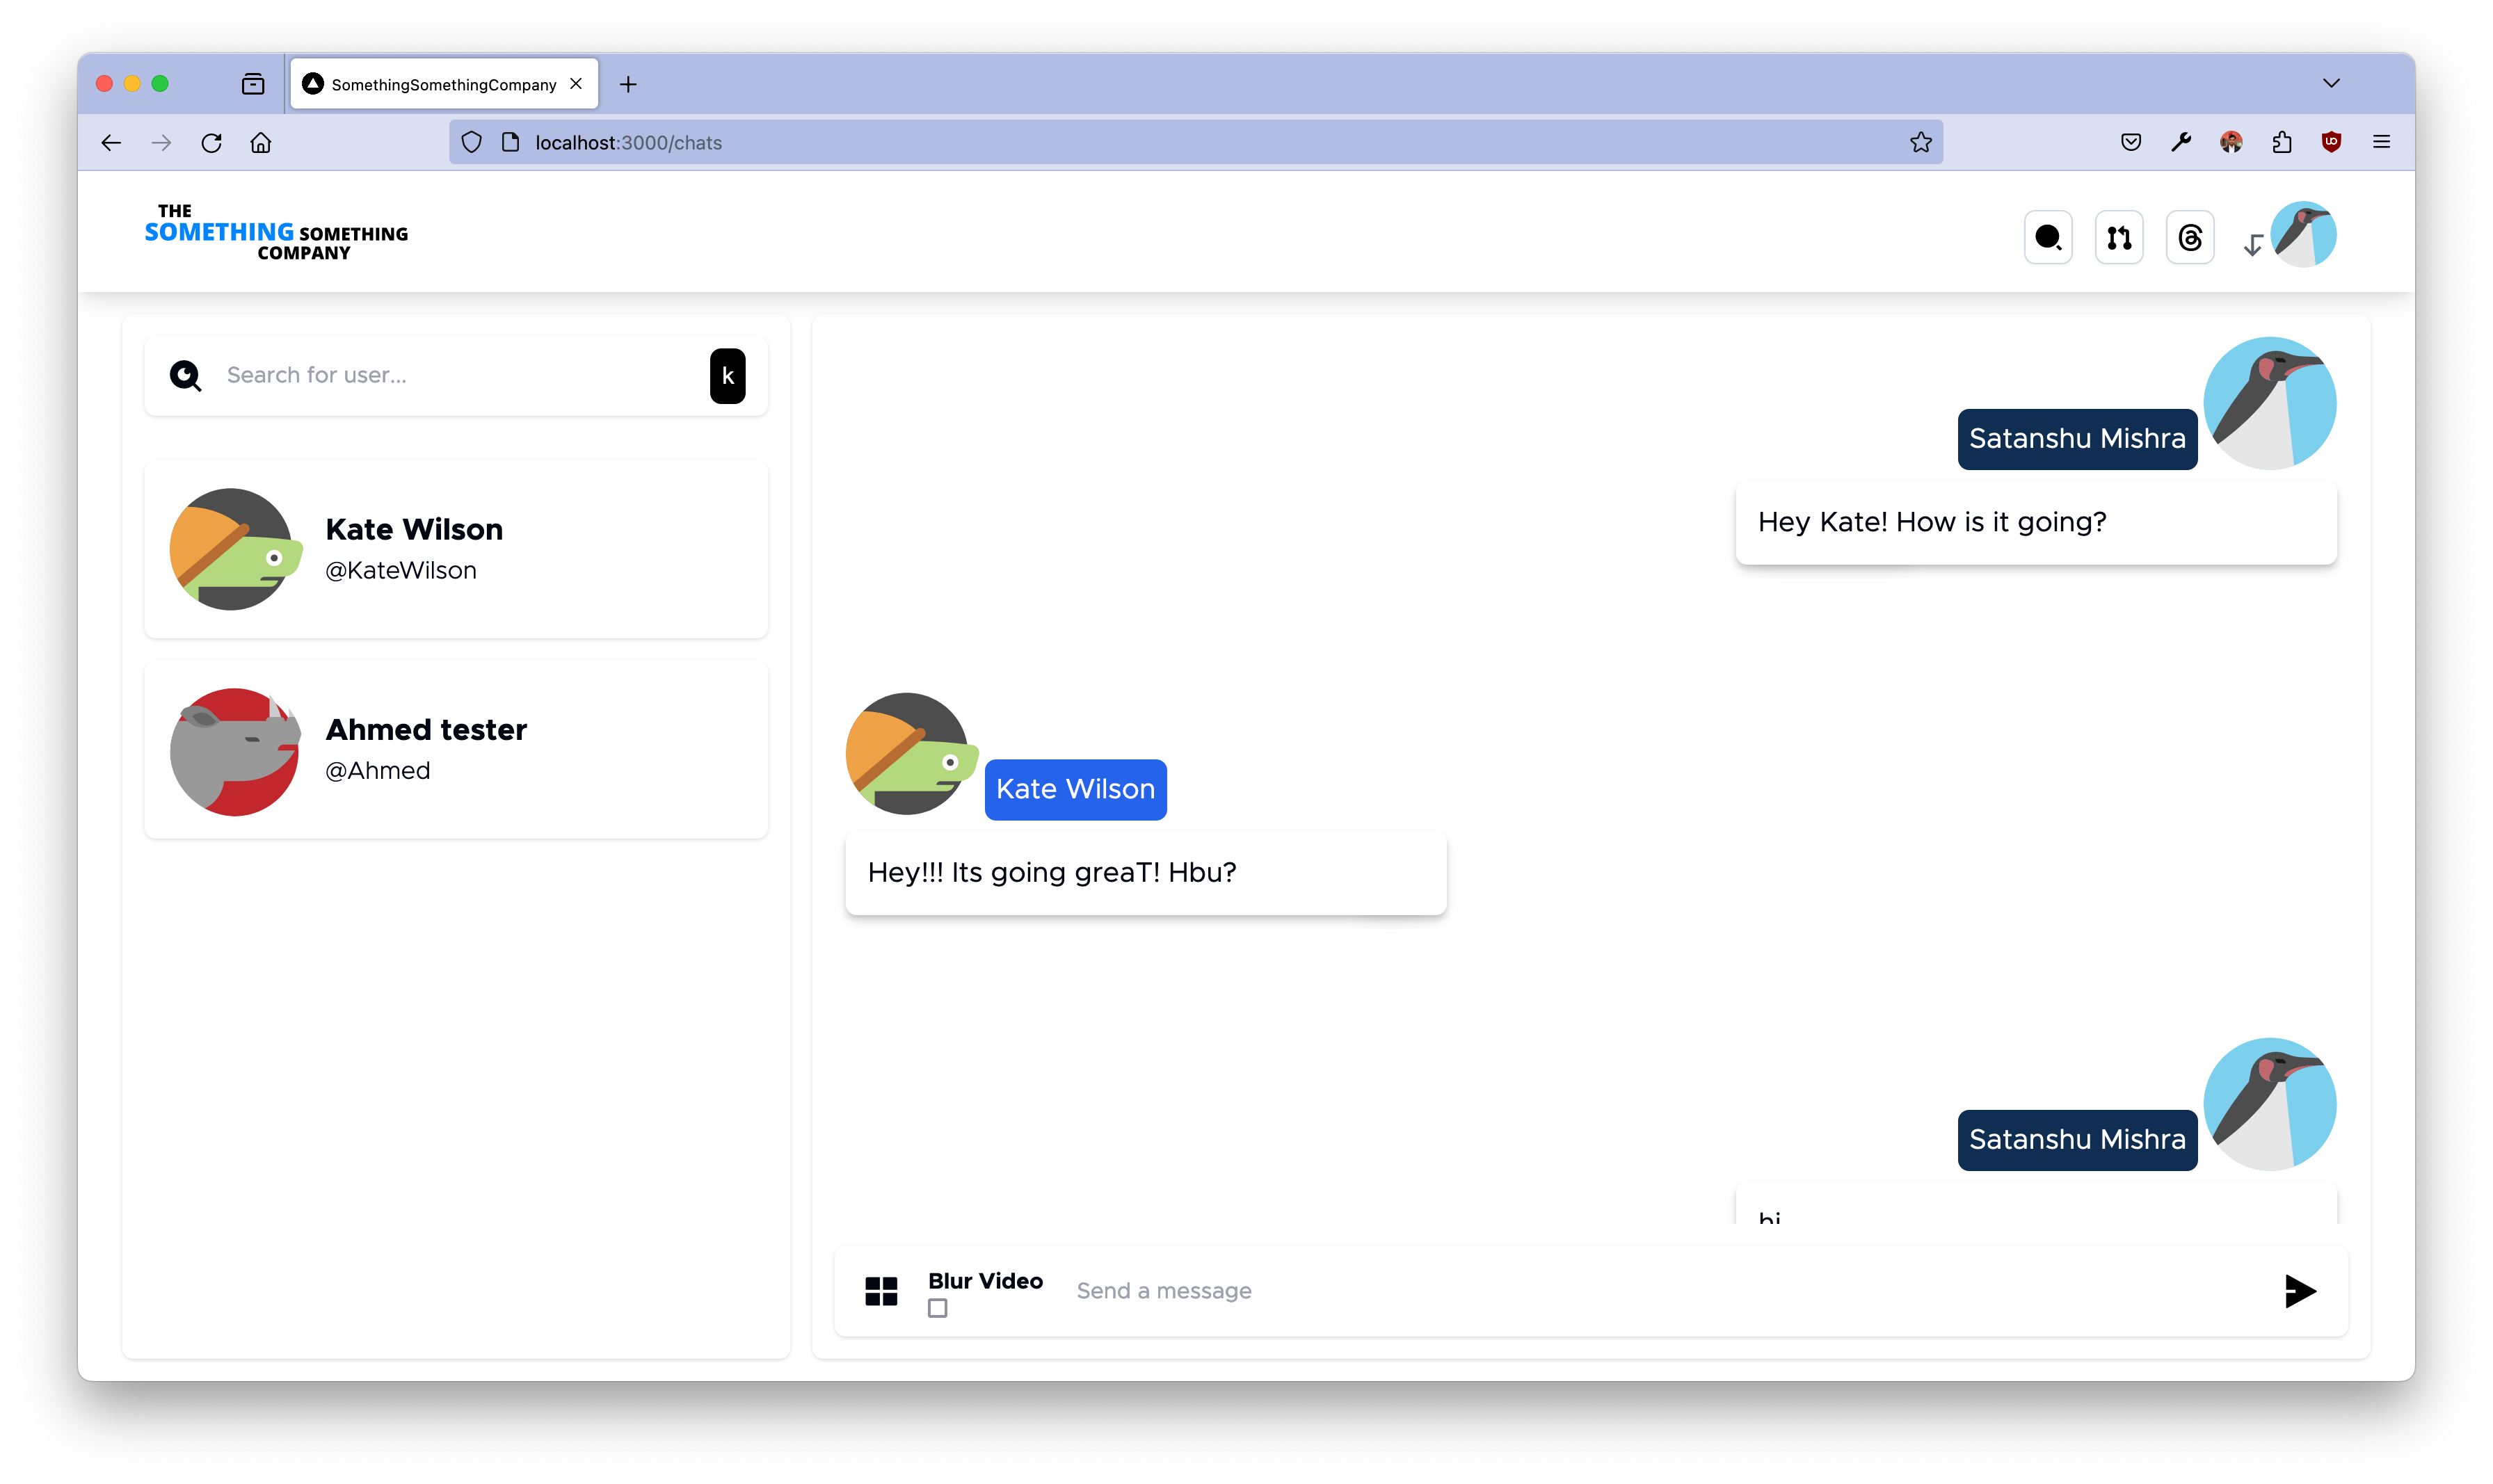 SomethingSomethingCompany
localhost:3000/chats
THE
SOMETHING SOMETHING
COMPANY
Search for user...
k
Kate Wilson
@KateWilson
Ahmed tester
@Ahmed
Satanshu Mishra
Hey Kate! How is it going?
Kate Wilson
Hey!!! Its going greaT! Hbu?
Satanshu Mishra
hi
Blur Video
Send a message